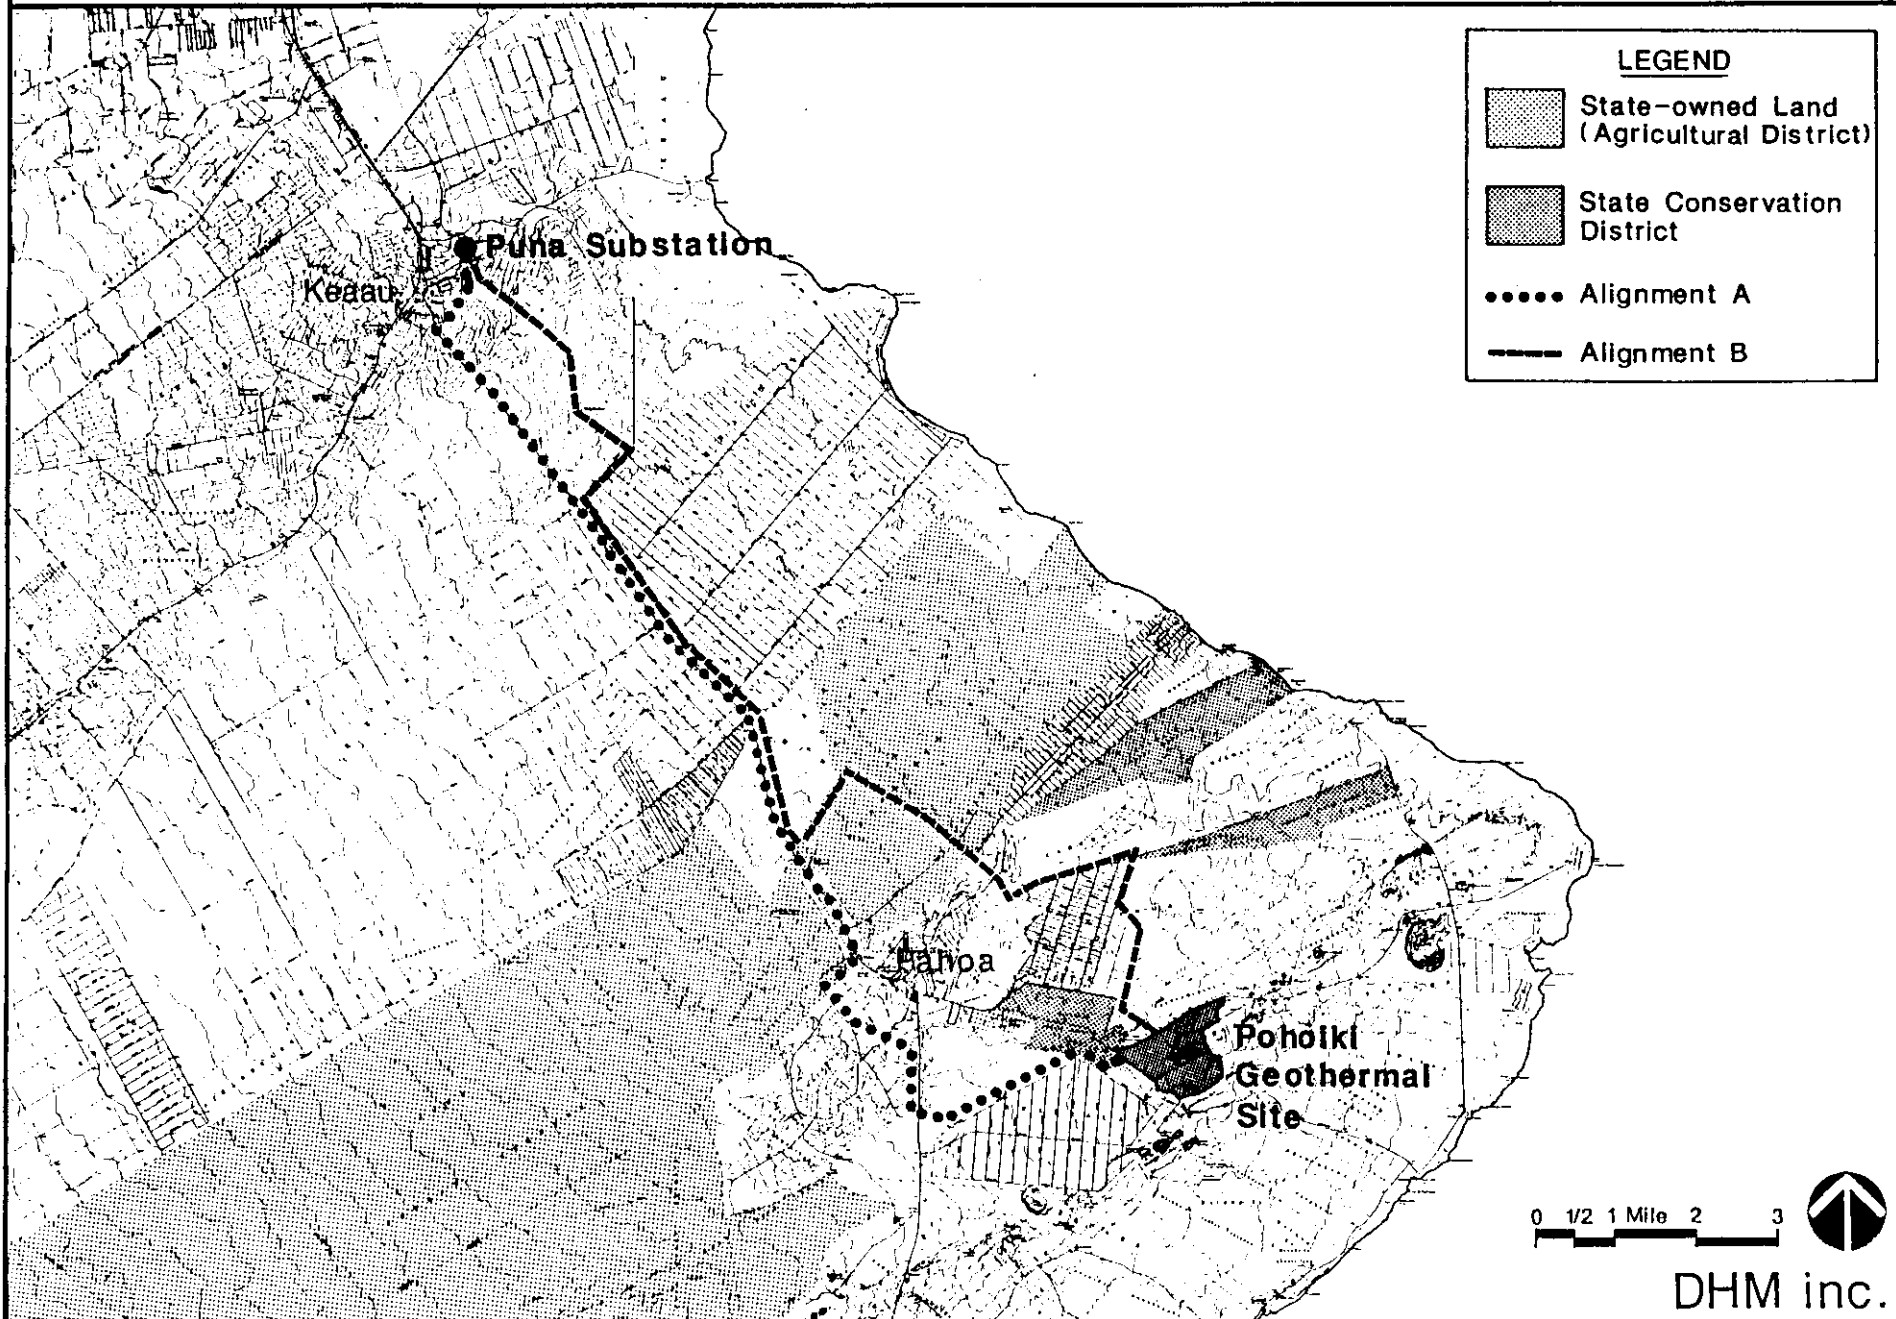 LEGEND
State-owned Land
(Agricultural District)
State Conservation
District
Alignment A
Alignment B
Puna Substation
Keaau
Pahoa
Pohoiki
Geothermal
Site
0 1/2 1 Mile 2 3
DHM inc.